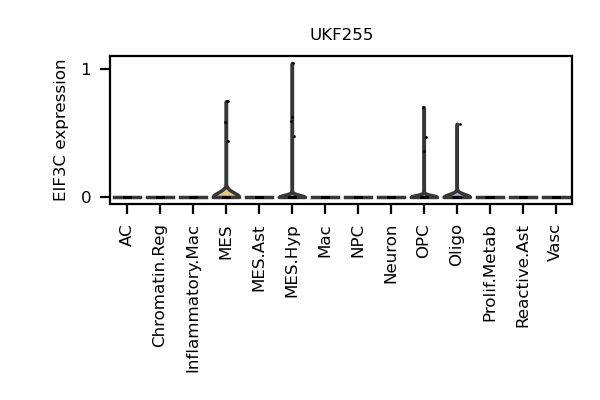 UKF255
EIF3C expression
1
0
AC
Chromatin.Reg
Inflammatory.Mac
MES
MES.Ast
MES.Hyp
Mac
NPC
Neuron
OPC
Oligo
Prolif.Metab
Reactive.Ast
Vasc